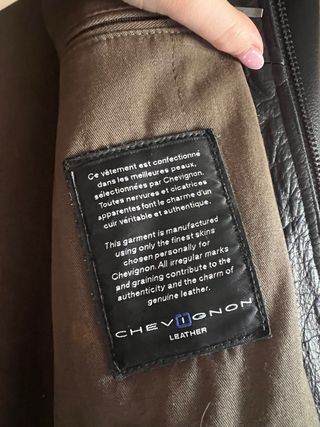 Ce vêtement est confectionné
dans les meilleures peaux,
sélectionnées par Chevignon.
Toutes nervures et cicatrices
apparentes font le charme d'un
cuir véritable et authentique.
This garment is manufactured
using only the finest skins
chosen personally for
Chevignon. All irregular marks
and graining contribute to the
authenticity and the charm of
genuine leather.
CHEVIGNON
LEATHER